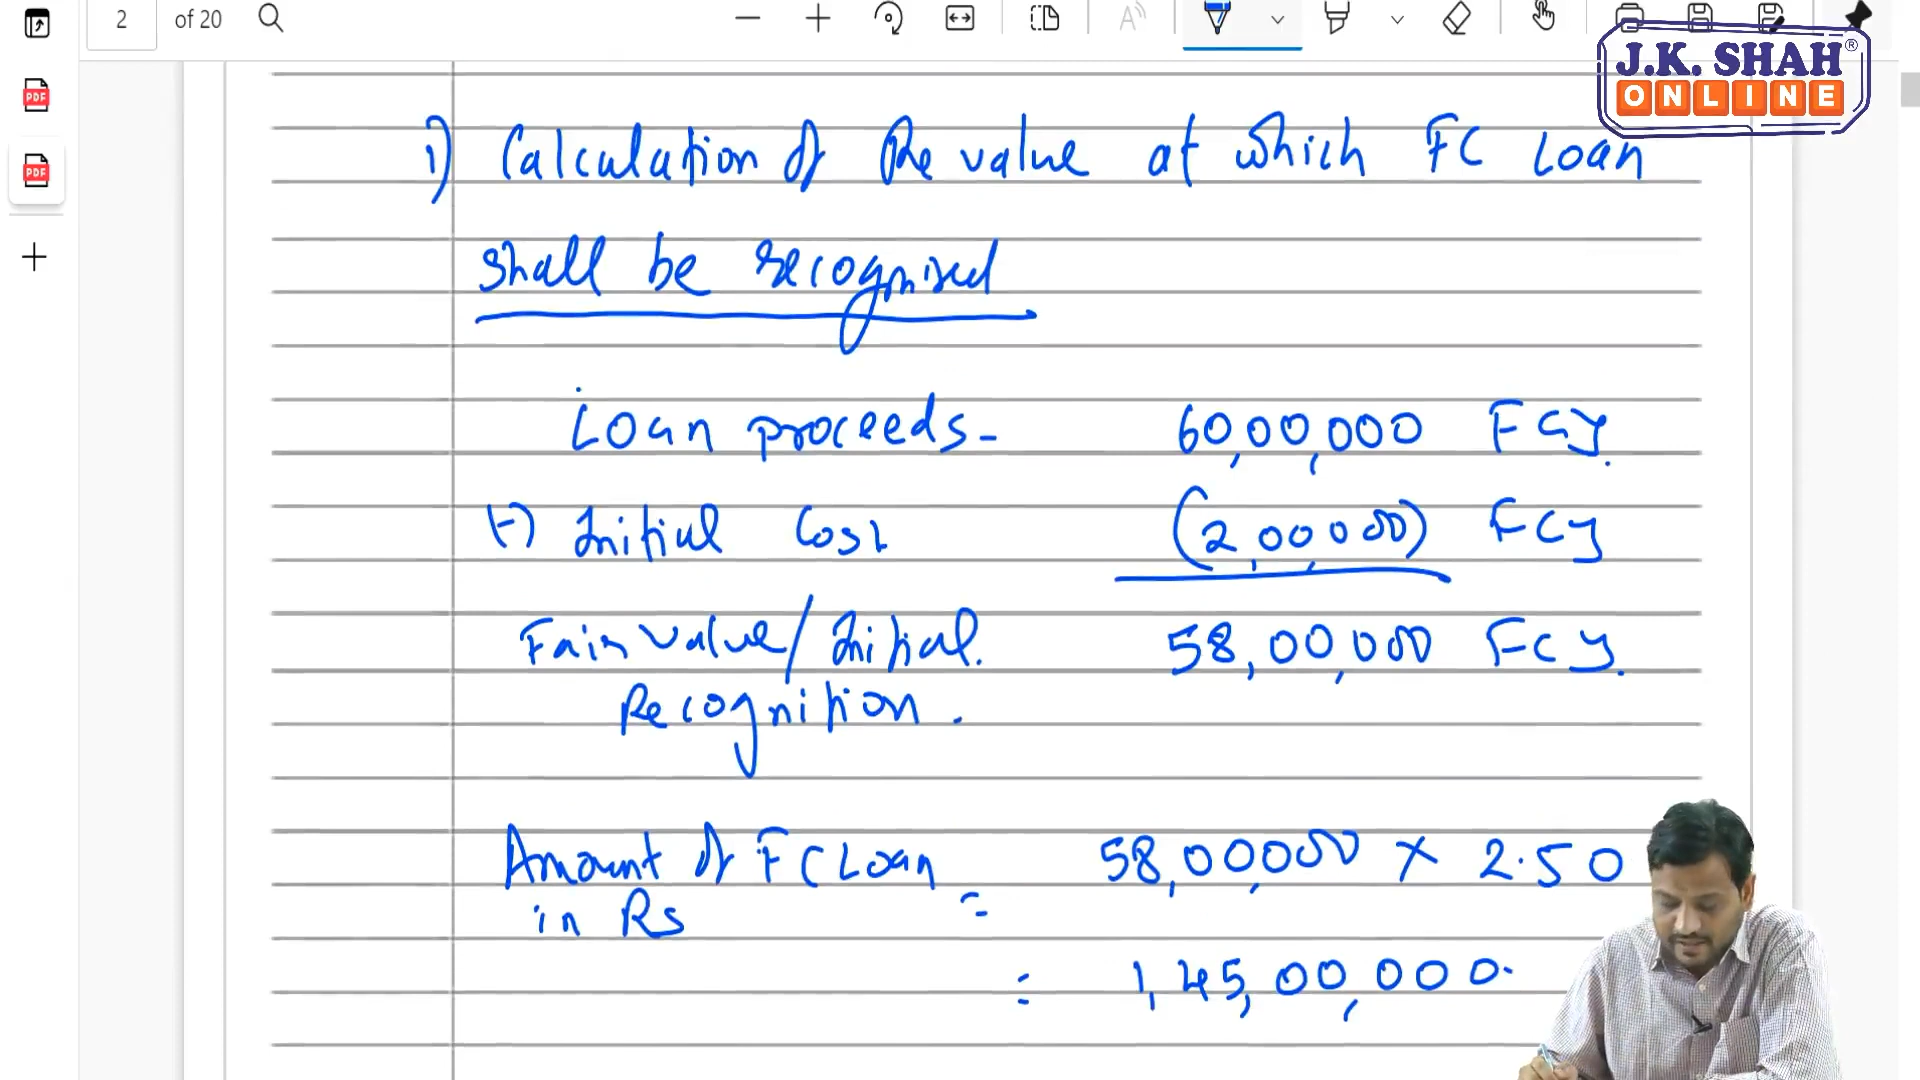 2 of 20
J.K. SHAH®
ONLINE
i) Calculation of the value at which FC Loan
shall be recognised
Loan proceeds - 60,00,000 FCy.
(-) Initial Cost (2,00,000) FCy
Fair value / Initial. 58,00,000 FCy.
Recognition.
Amount of FC Loan = 58,00,000 x 2.50
in Rs
= 1,45,00,000.
PDF
PDF